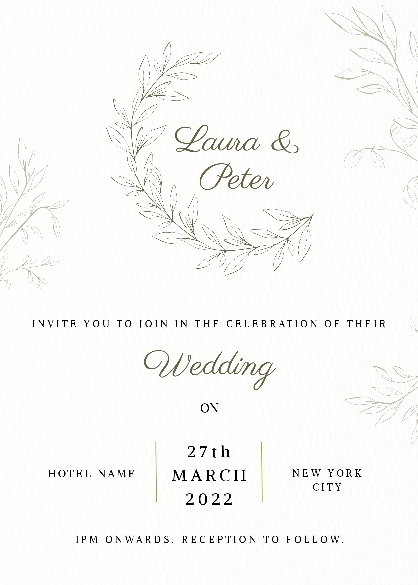 Laura &
Peter
INVITE YOU TO JOIN IN THE CELEBRATION OF THEIR
Wedding
ON
27th
MARCH
2022
HOTEL NAME
NEW YORK
CITY
1PM ONWARDS. RECEPTION TO FOLLOW.